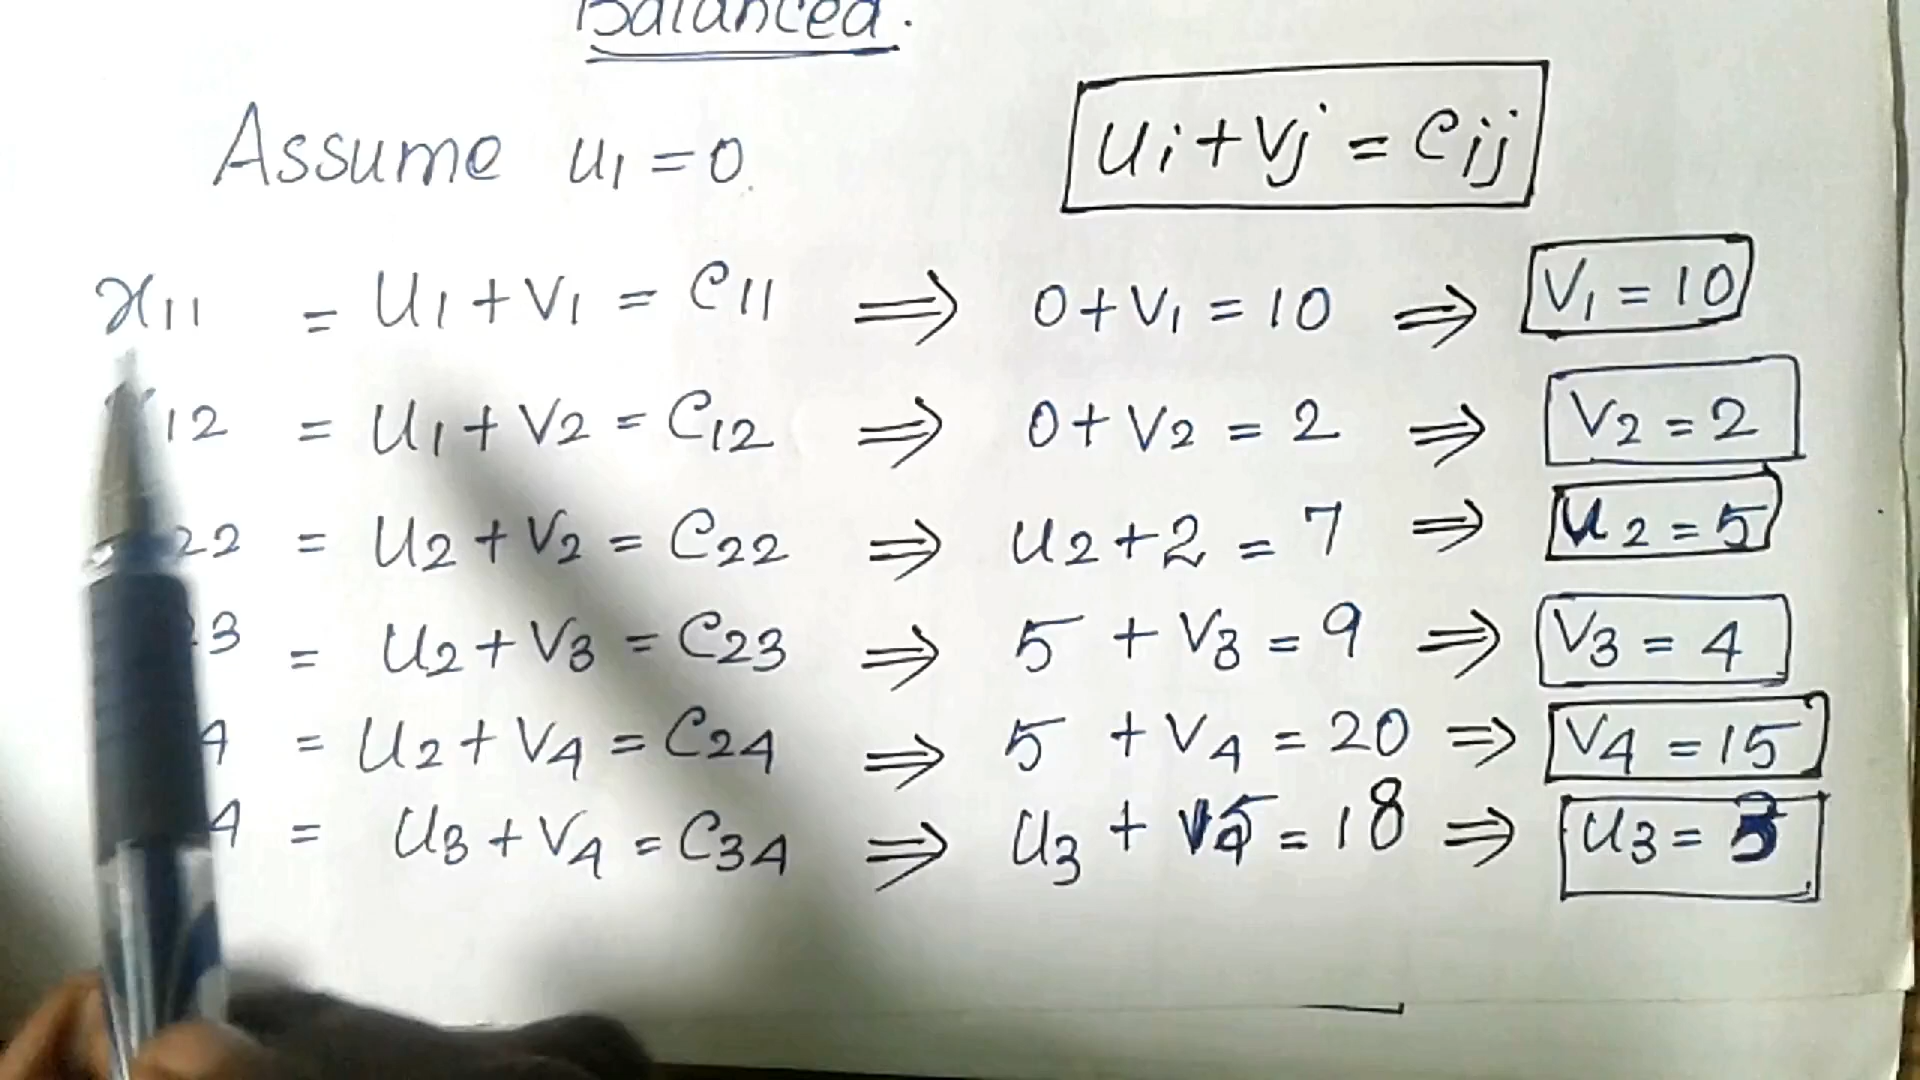 Balanced.
Assume u1 = 0.
ui + vj = cij
x11 = u1 + v1 = c11 ⟹ 0 + v1 = 10 ⟹ v1 = 10
12 = u1 + v2 = c12 ⟹ 0 + v2 = 2 ⟹ v2 = 2
22 = u2 + v2 = c22 ⟹ u2 + 2 = 7 ⟹ u2 = 5
23 = u2 + v3 = c23 ⟹ 5 + v3 = 9 ⟹ v3 = 4
4 = u2 + v4 = c24 ⟹ 5 + v4 = 20 ⟹ v4 = 15
4 = u3 + v4 = c34 ⟹ u3 + = 18 ⟹ u3 = 3